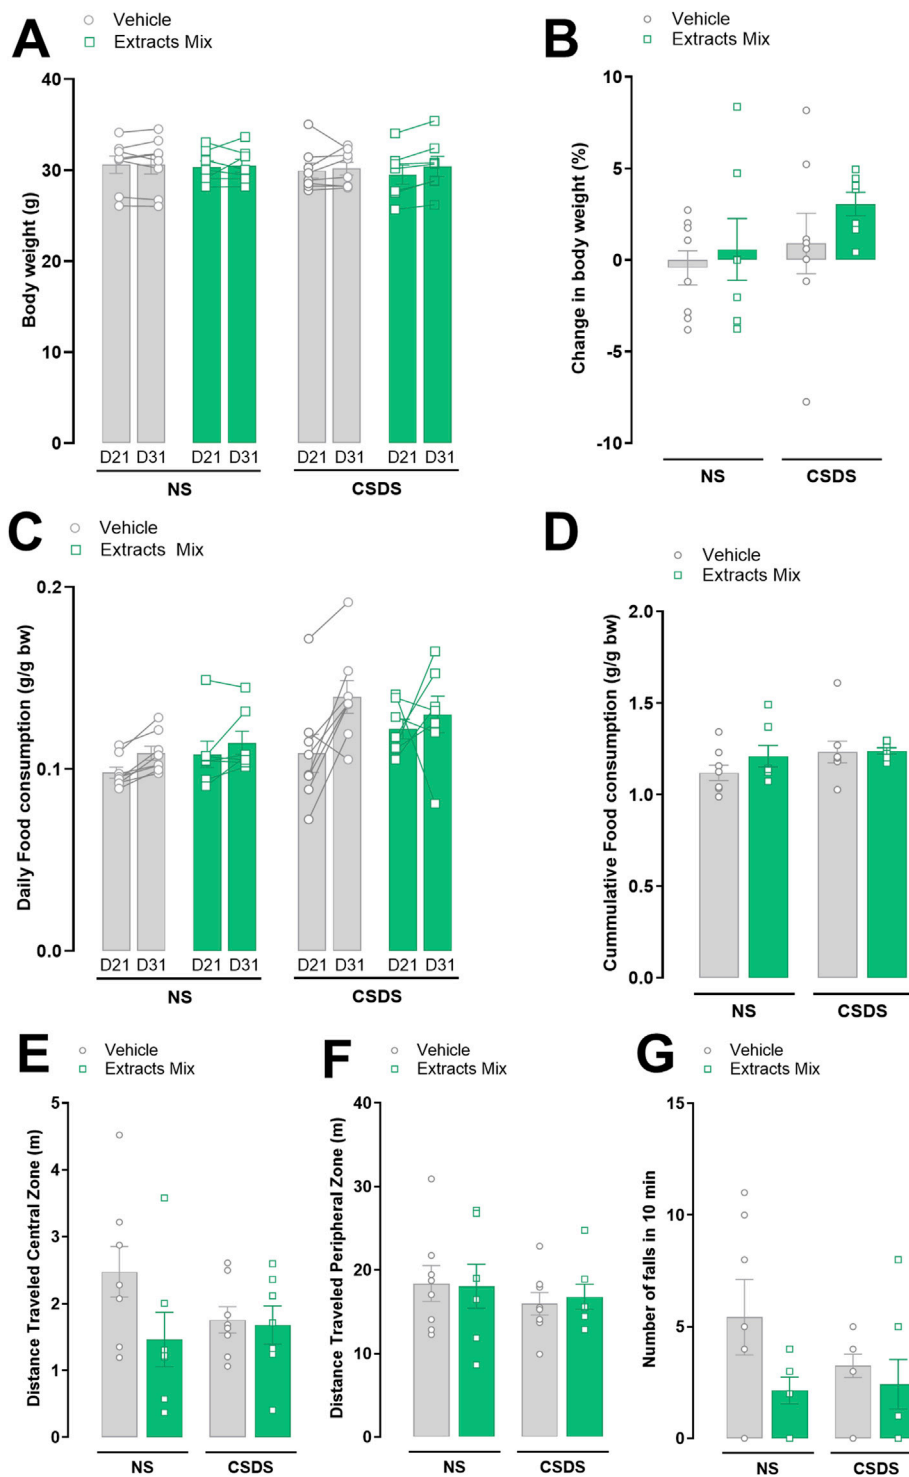 A
Vehicle
Extracts Mix
Body weight (g)
40
30
20
10
0
D21 D31 D21 D31 D21 D31 D21 D31
NS CSDS
B
Vehicle
Extracts Mix
Change in body weight (%)
10
5
0
-5
-10
NS CSDS
C
Vehicle
Extracts Mix
Daily Food consumption (g/g bw)
0.2
0.1
0.0
D21 D31 D21 D31 D21 D31 D21 D31
NS CSDS
D
Vehicle
Extracts Mix
Cummulative Food consumption (g/g bw)
2.0
1.5
1.0
0.5
0.0
NS CSDS
E
Vehicle
Extracts Mix
Distance Traveled Central Zone (m)
5
4
3
2
1
0
NS CSDS
F
Vehicle
Extracts Mix
Distance Traveled Peripheral Zone (m)
40
30
20
10
0
NS CSDS
G
Vehicle
Extracts Mix
Number of falls in 10 min
15
10
5
0
NS CSDS